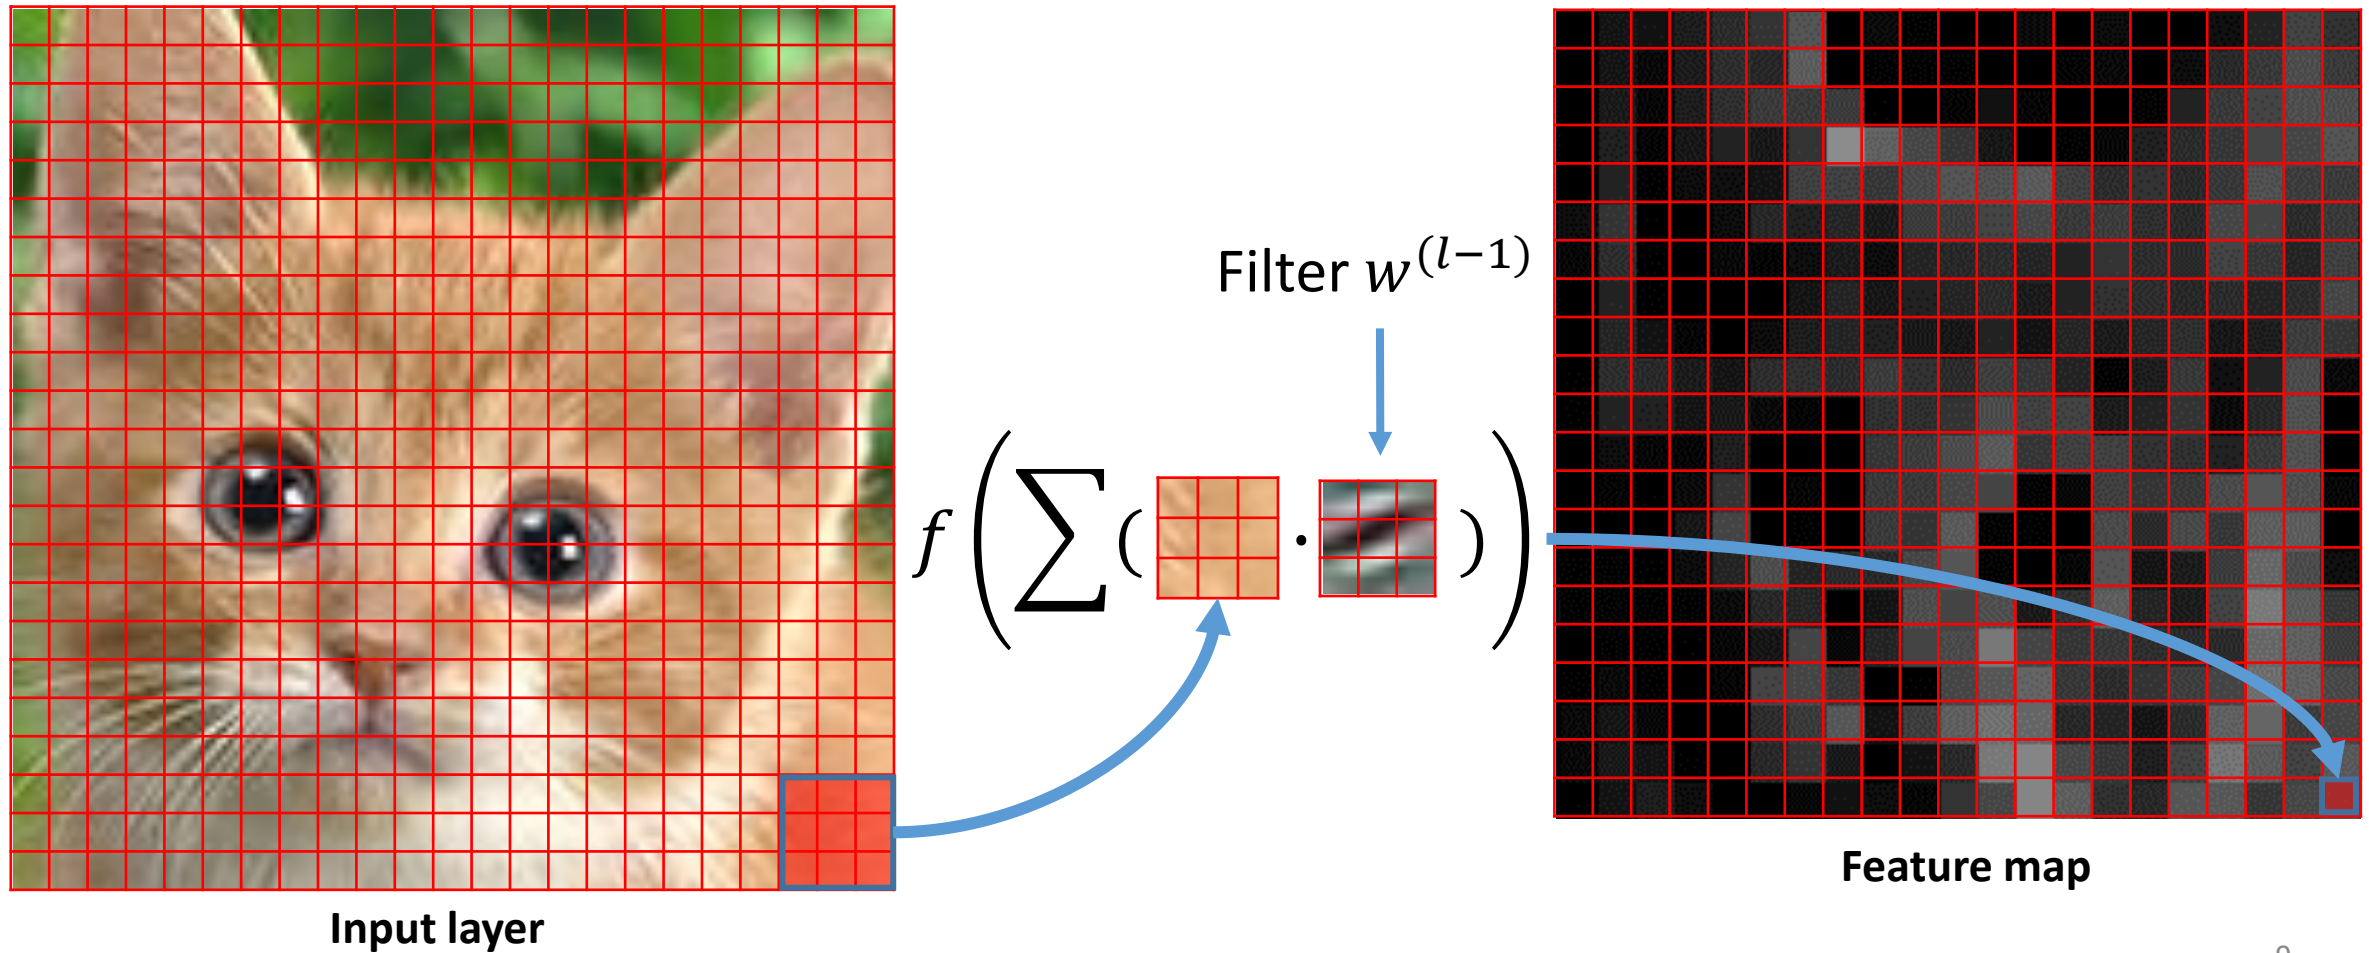 Filter w^(l−1)
f(∑( · ))
Feature map
Input layer